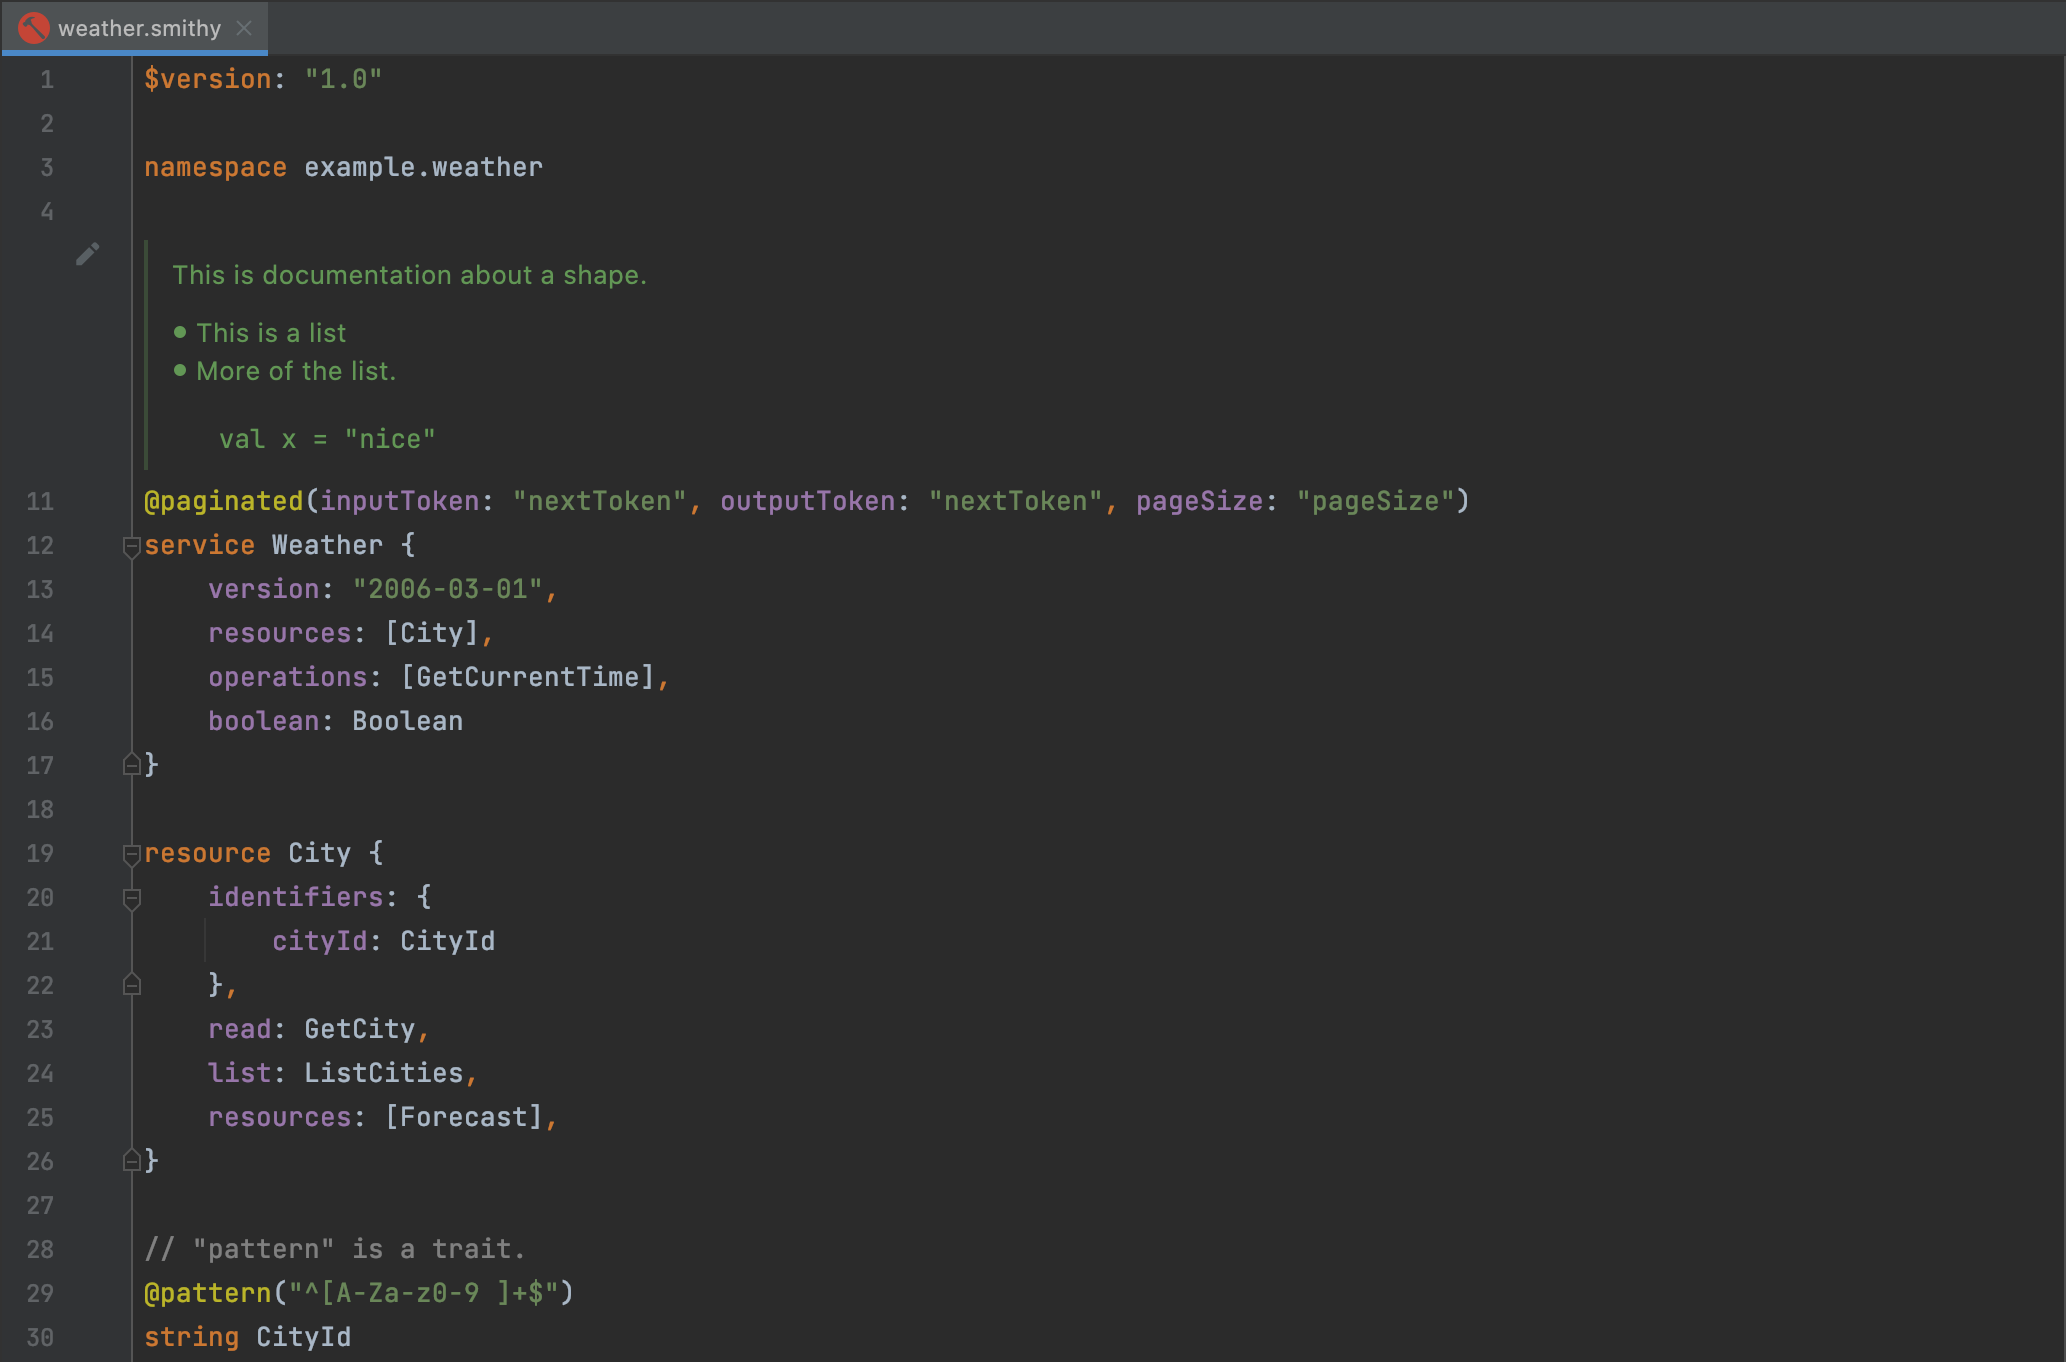 weather.smithy
1 $version: "1.0"
2
3 namespace example.weather
4
This is documentation about a shape.
• This is a list
• More of the list.
val x = "nice"
11 @paginated(inputToken: "nextToken", outputToken: "nextToken", pageSize: "pageSize")
12 service Weather {
13     version: "2006-03-01",
14     resources: [City],
15     operations: [GetCurrentTime],
16     boolean: Boolean
17 }
18
19 resource City {
20     identifiers: {
21         cityId: CityId
22     },
23     read: GetCity,
24     list: ListCities,
25     resources: [Forecast],
26 }
27
28 // "pattern" is a trait.
29 @pattern("^[A-Za-z0-9 ]+$")
30 string CityId